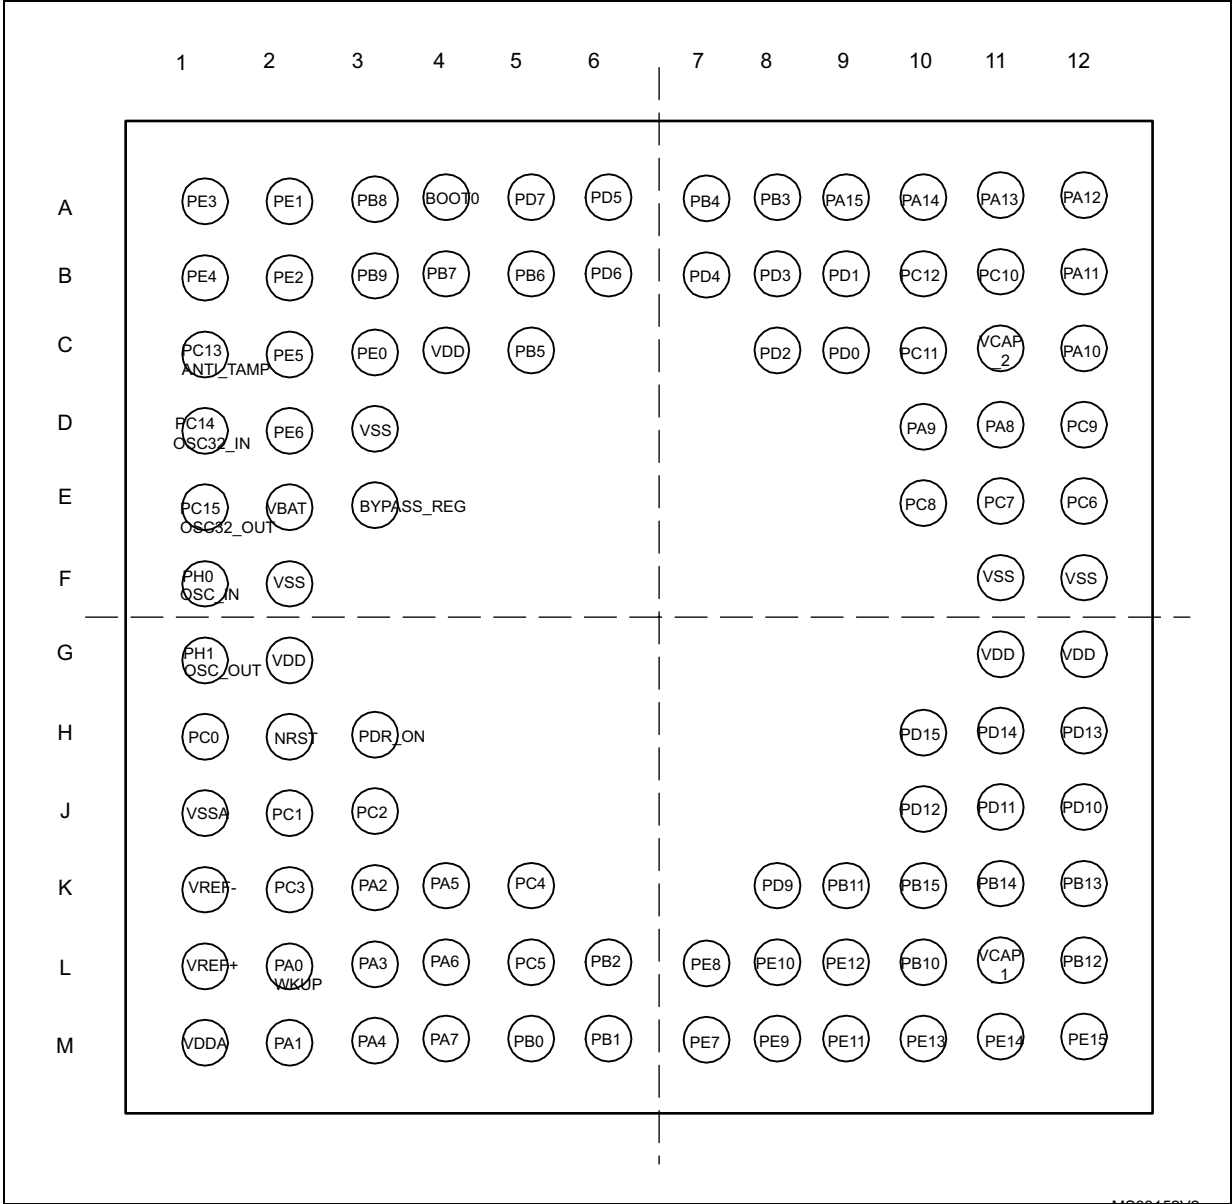 1 2 3 4 5 6 7 8 9 10 11 12
A PE3 PE1 PB8 BOOT0 PD7 PD5 PB4 PB3 PA15 PA14 PA13 PA12
B PE4 PE2 PB9 PB7 PB6 PD6 PD4 PD3 PD1 PC12 PC10 PA11
C PC13 PE5 PE0 VDD PB5 PD2 PD0 PC11 VCAP PA10
ANTI_TAMP _2
D PC14 PE6 VSS PA9 PA8 PC9
OSC32_IN
E PC15 VBAT BYPASS_REG PC8 PC7 PC6
OSC32_OUT
F PH0 VSS VSS VSS
OSC_IN
G PH1 VDD VDD VDD
OSC_OUT
H PC0 NRST PDR_ON PD15 PD14 PD13
J VSSA PC1 PC2 PD12 PD11 PD10
K VREF- PC3 PA2 PA5 PC4 PD9 PB11 PB15 PB14 PB13
L VREF+ PA0 PA3 PA6 PC5 PB2 PE8 PE10 PE12 PB10 VCAP PB12
WKUP _1
M VDDA PA1 PA4 PA7 PB0 PB1 PE7 PE9 PE11 PE13 PE14 PE15